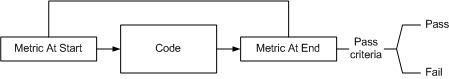 Pass
Metric At Start
Code
Metric At End
Pass
criteria
Fail